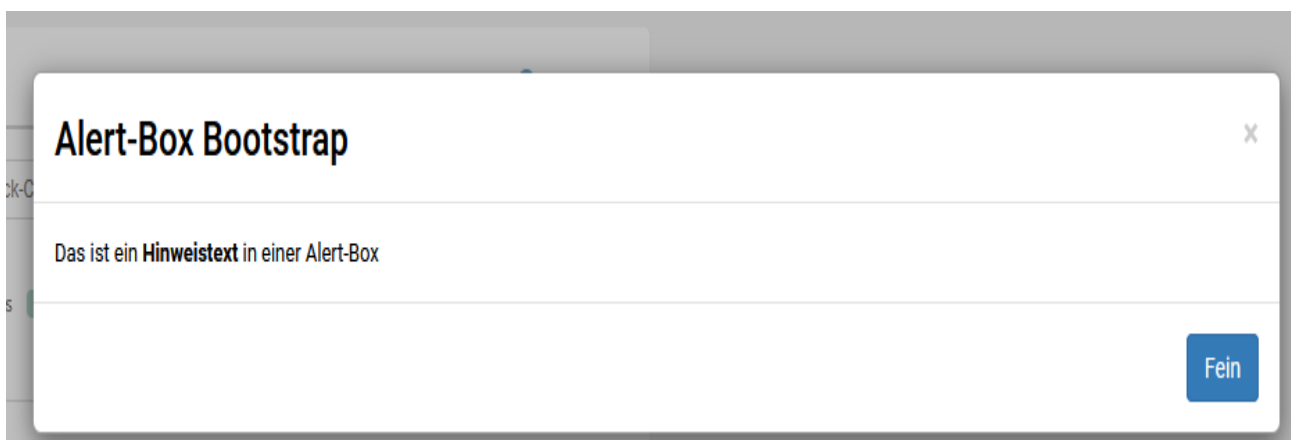 Alert-Box Bootstrap
×
Das ist ein Hinweistext in einer Alert-Box
Fein